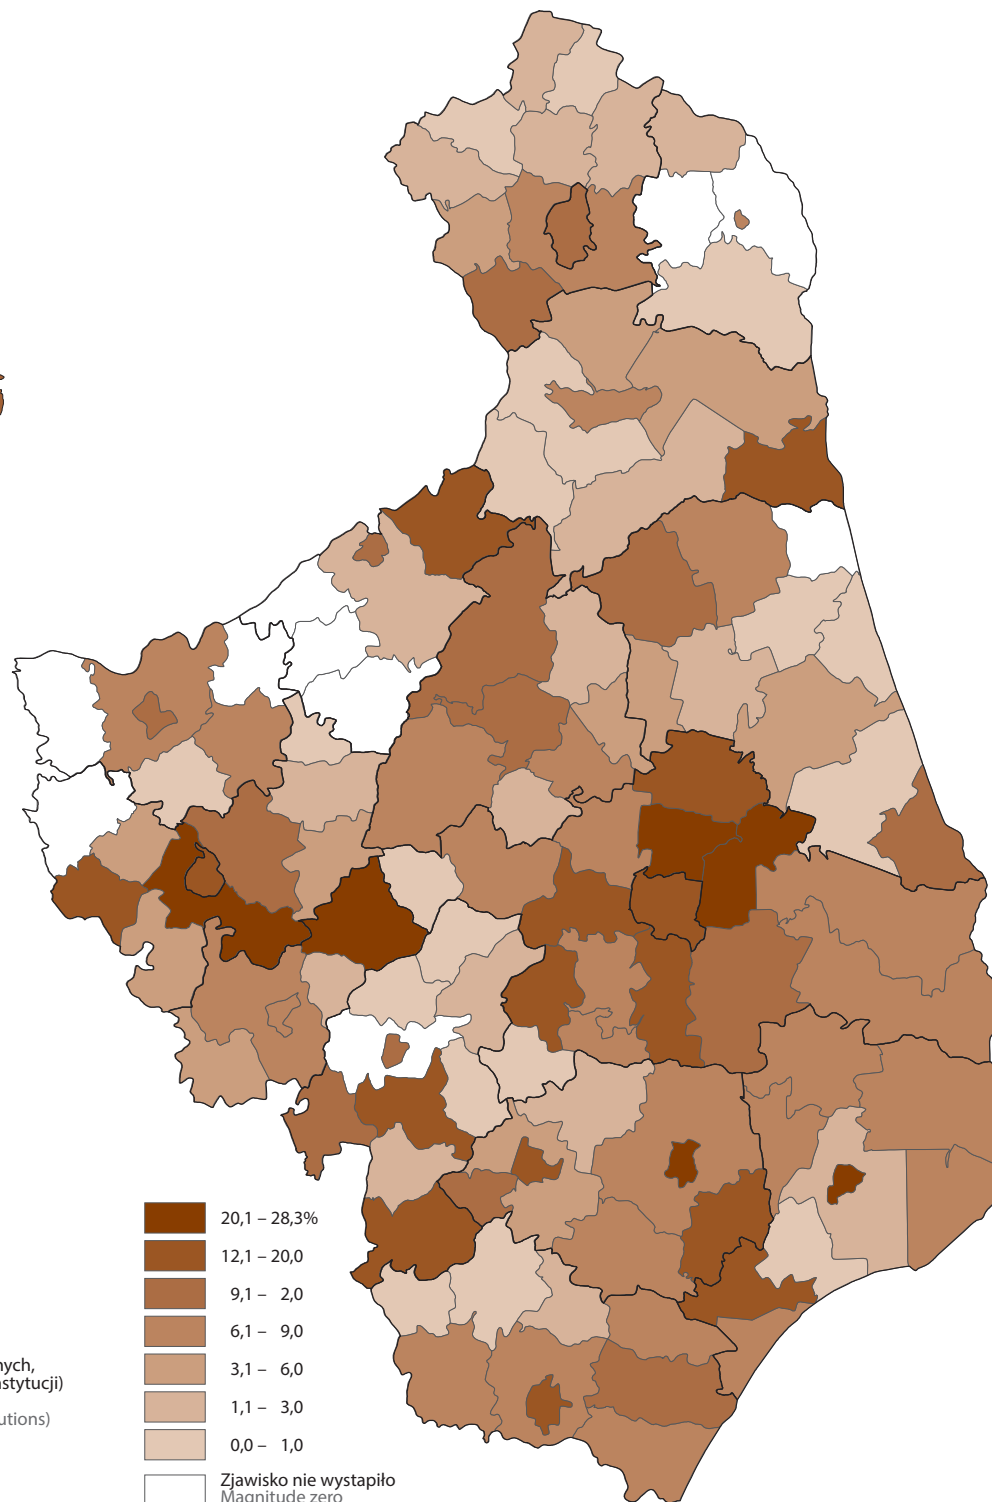 20,1 – 28,3%
12,1 – 20,0
9,1 – 2,0
6,1 – 9,0
3,1 – 6,0
1,1 – 3,0
0,0 – 1,0
Zjawisko nie wystapiło
Magnitude zero
nych,
stytucji)
utions)